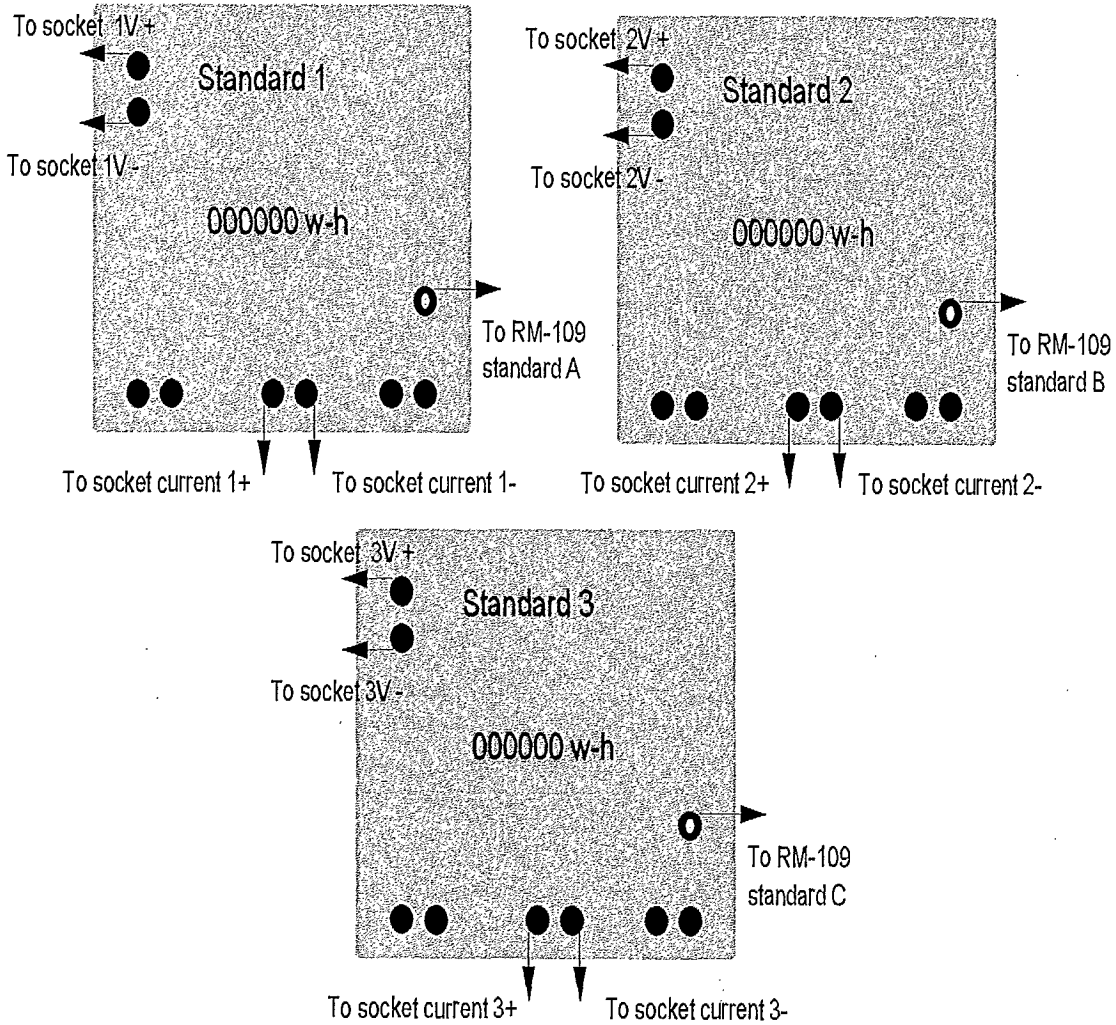 To socket 1V +
Standard 1
To socket 1V -
000000 w-h
To RM-109
standard A
To socket current 1+
To socket current 1-
To socket 2V +
Standard 2
To socket 2V -
000000 w-h
To RM-109
standard B
To socket current 2+
To socket current 2-
To socket 3V +
Standard 3
To socket 3V -
000000 w-h
To RM-109
standard C
To socket current 3+
To socket current 3-